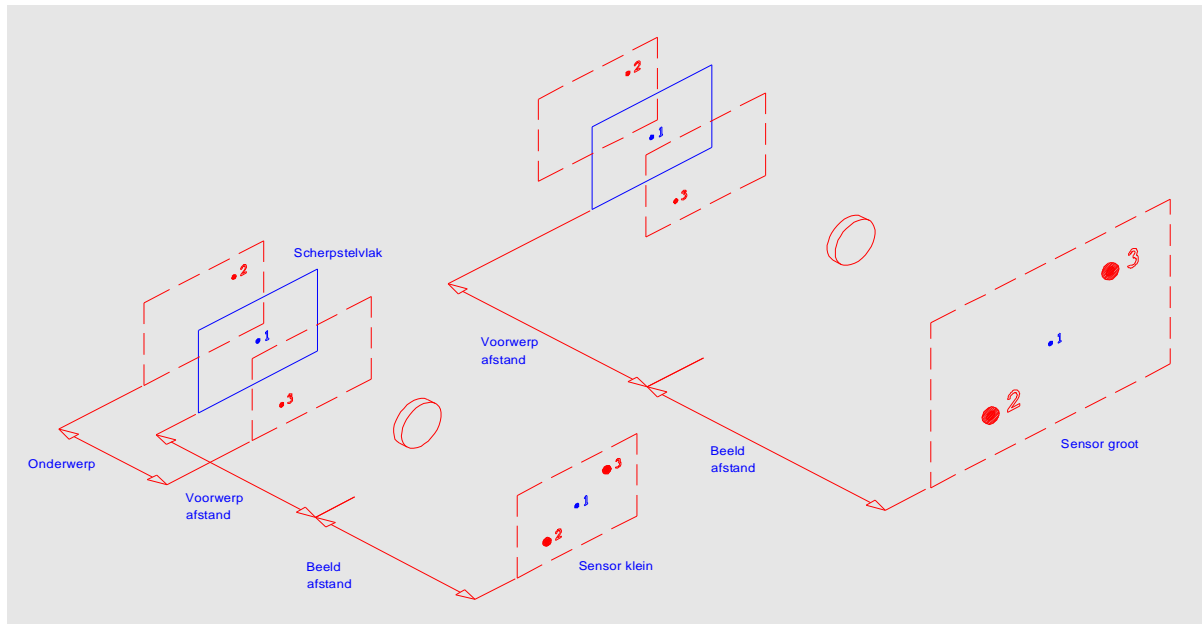 2
1
3
Scherpstelvlak
2
1
3
Onderwerp
Voorwerp
afstand
Beeld
afstand
3
1
2
Sensor klein
Voorwerp
afstand
Beeld
afstand
3
1
2
Sensor groot